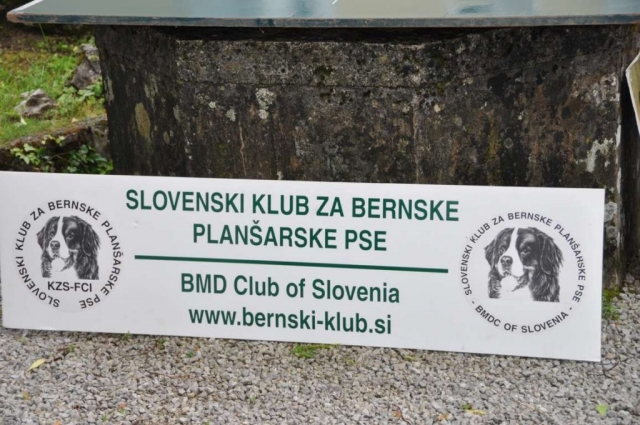 SLOVENSKI KLUB ZA BERNSKE
PLANŠARSKE PSE
BMD Club of Slovenia
www.bernski-klub.si
SLOVENSKI KLUB ZA BERNSKE PLANŠARSKE PSE
KZS-FCI
SLOVENSKI KLUB ZA BERNSKE PLANŠARSKE PSE
- BMDC OF SLOVENIA -